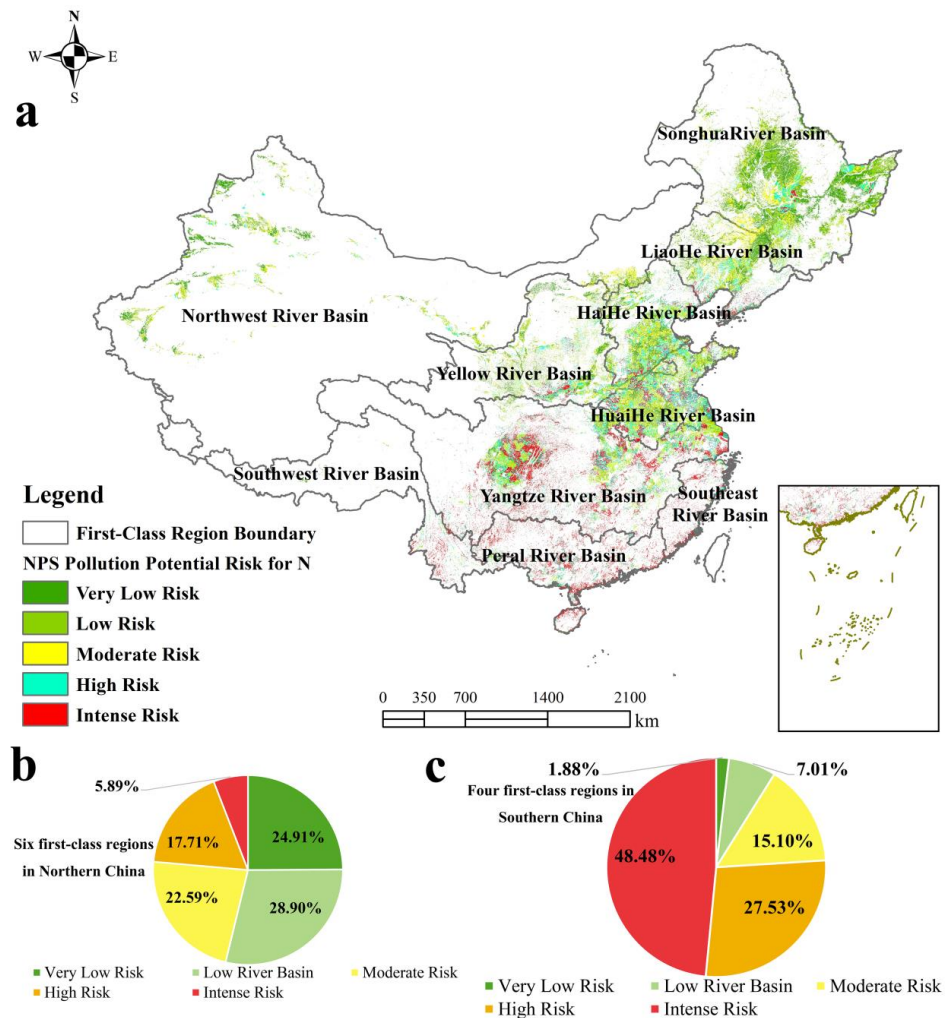 N
W E
S
a
SonghuaRiver Basin
LiaoHe River Basin
HaiHe River Basin
Northwest River Basin
Yellow River Basin
HuaiHe River Basin
Southwest River Basin
Yangtze River Basin
Southeast
River Basin
Peral River Basin
Legend
First-Class Region Boundary
NPS Pollution Potential Risk for N
Very Low Risk
Low Risk
Moderate Risk
High Risk
Intense Risk
0 350 700 1400 2100
km
b
5.89%
24.91%
17.71%
Six first-class regions
in Northern China
22.59%
28.90%
Very Low Risk Low River Basin Moderate Risk
High Risk Intense Risk
c
1.88% 7.01%
Four first-class regions in
Southern China
15.10%
48.48%
27.53%
Very Low Risk Low River Basin Moderate Risk
High Risk Intense Risk